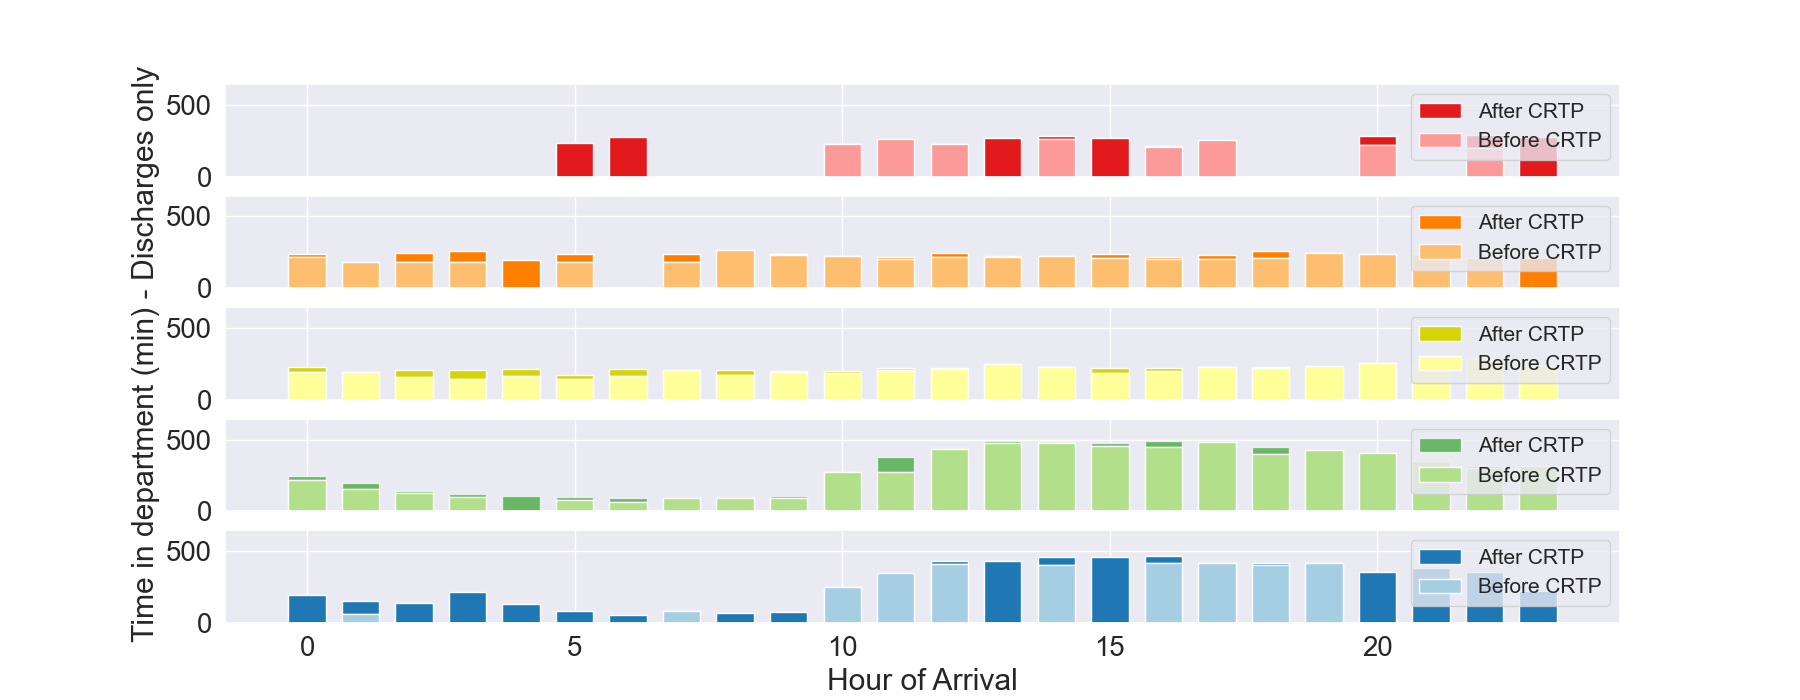 Time in department (min) - Discharges only
500
0
After CRTP
Before CRTP
500
0
After CRTP
Before CRTP
500
0
After CRTP
Before CRTP
500
0
After CRTP
Before CRTP
500
0
After CRTP
Before CRTP
0 5 10 15 20
Hour of Arrival